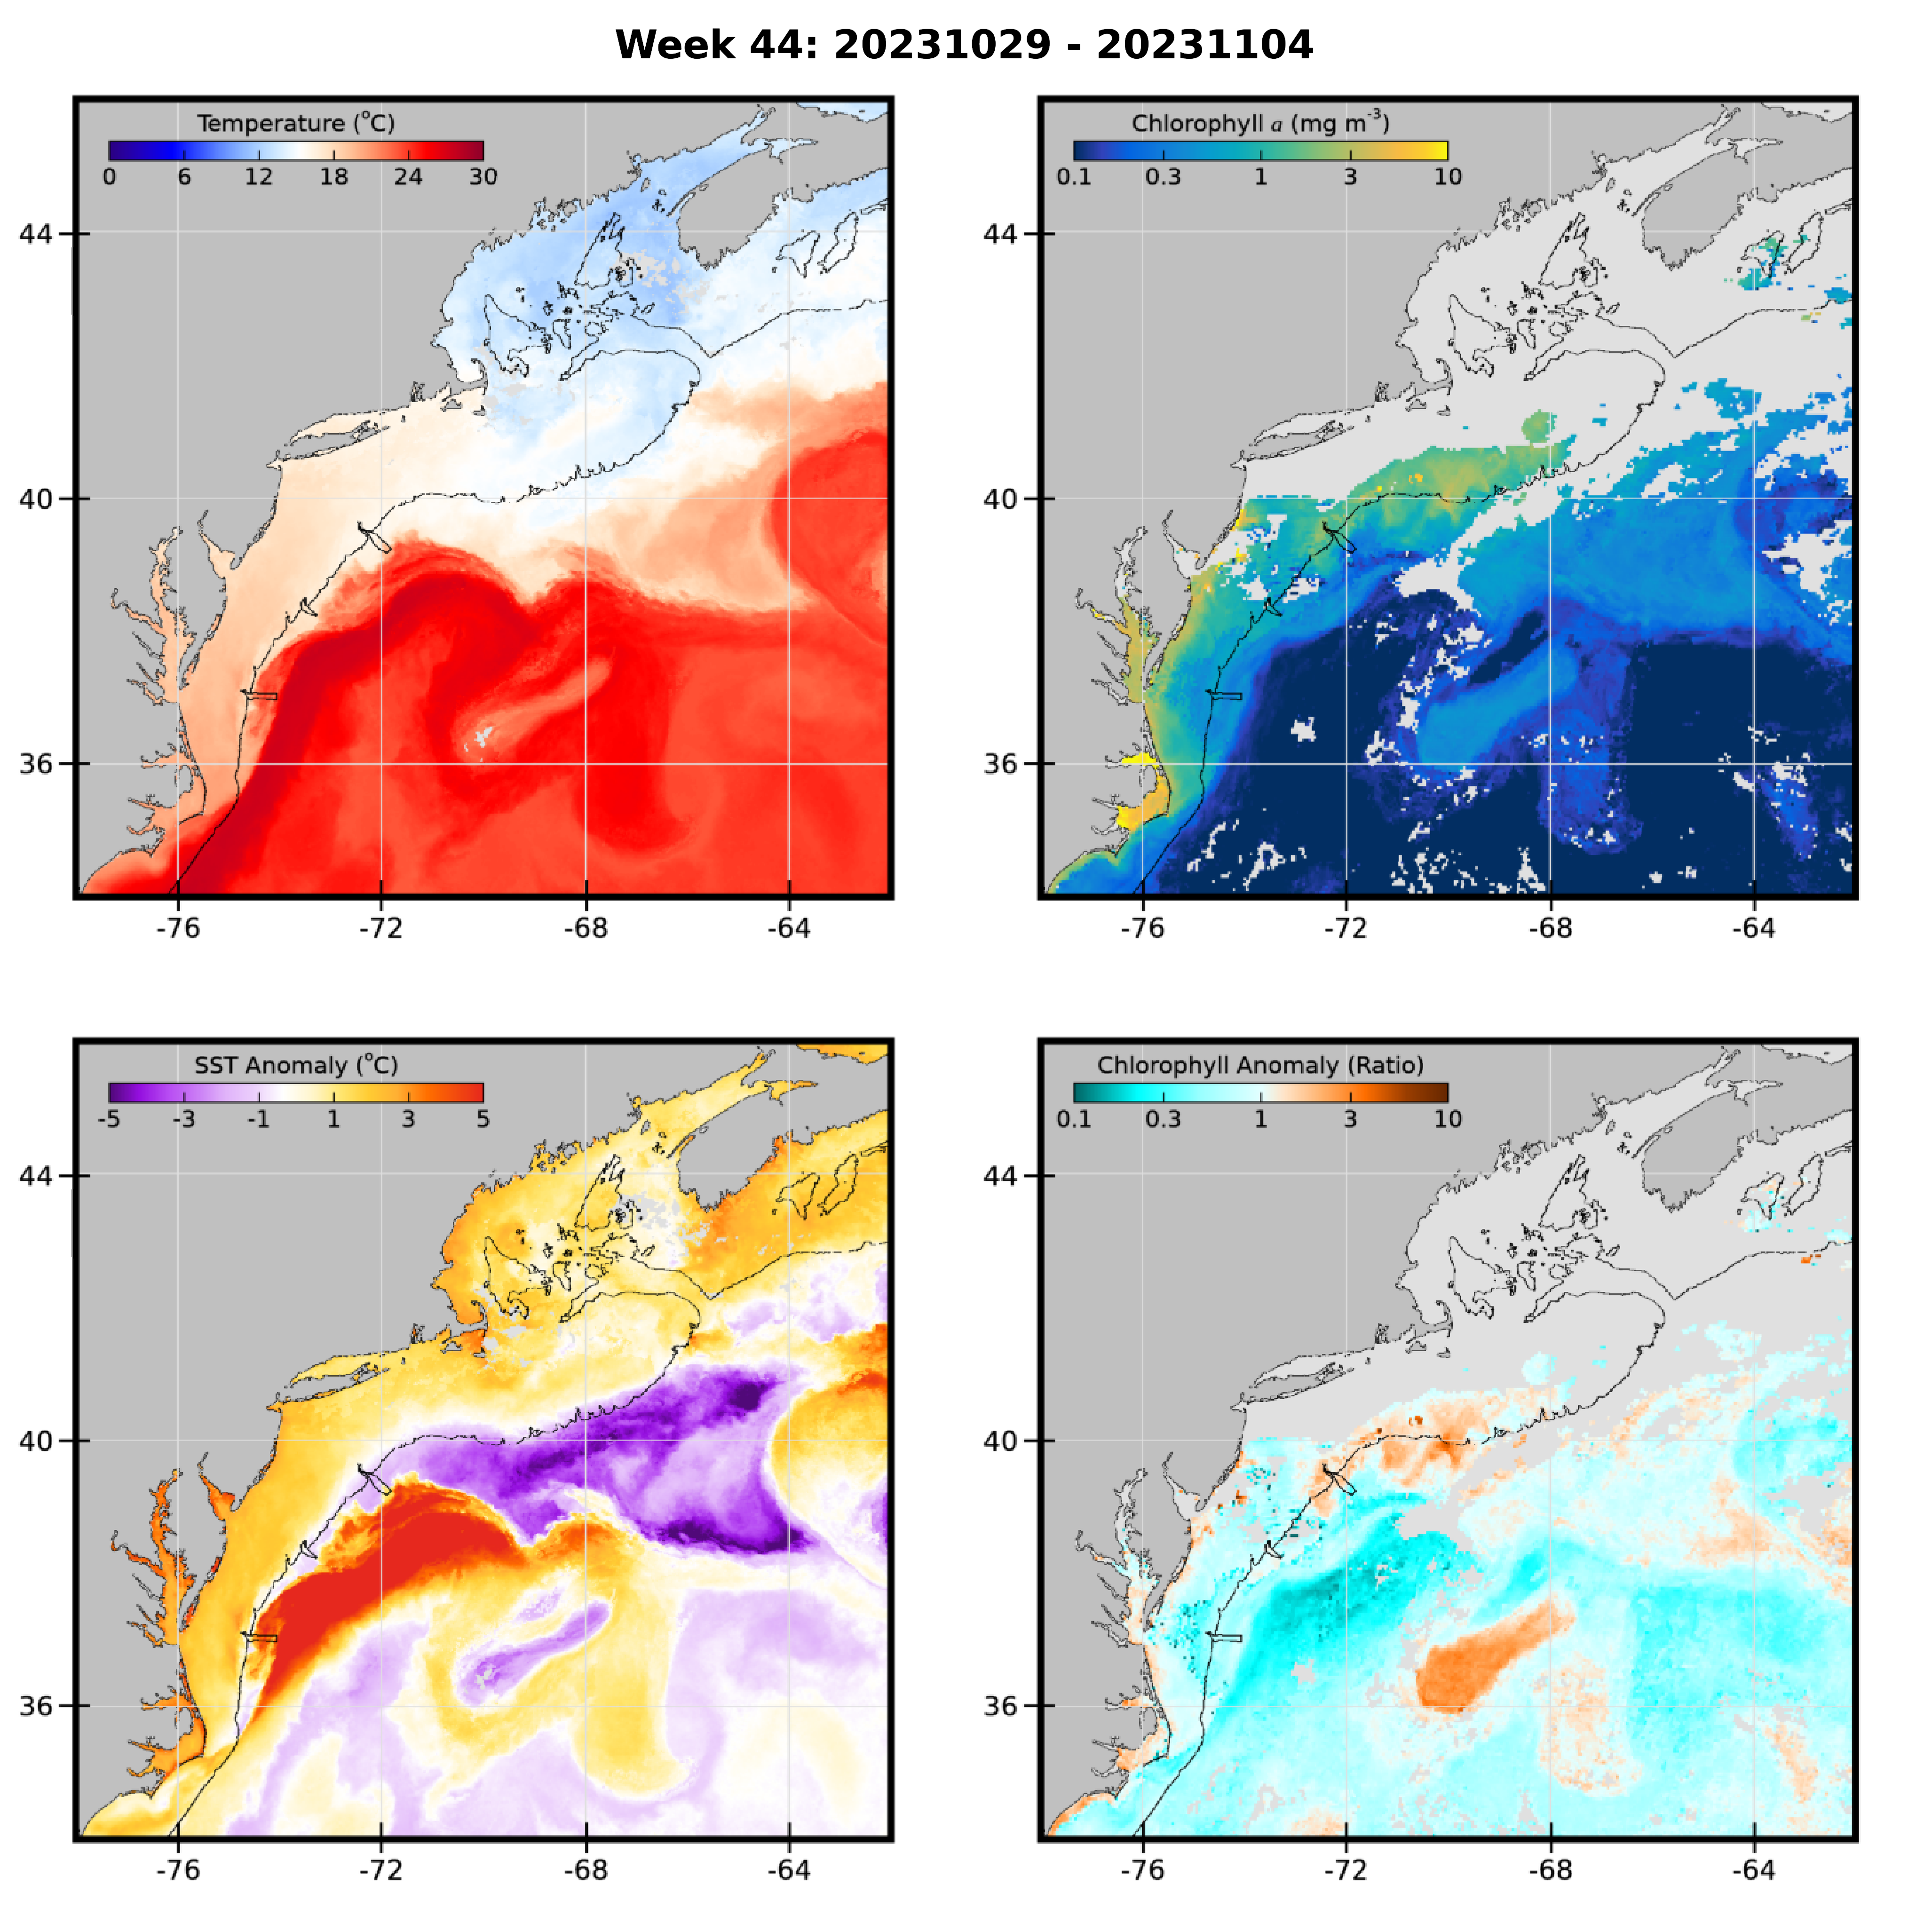 Week 44: 20231029 - 20231104
Temperature (°C)
0 6 12 18 24 30
44
40
36
-76 -72 -68 -64
Chlorophyll a (mg m⁻³)
0.1 0.3 1 3 10
44
40
36
-76 -72 -68 -64
SST Anomaly (°C)
-5 -3 -1 1 3 5
44
40
36
-76 -72 -68 -64
Chlorophyll Anomaly (Ratio)
0.1 0.3 1 3 10
44
40
36
-76 -72 -68 -64